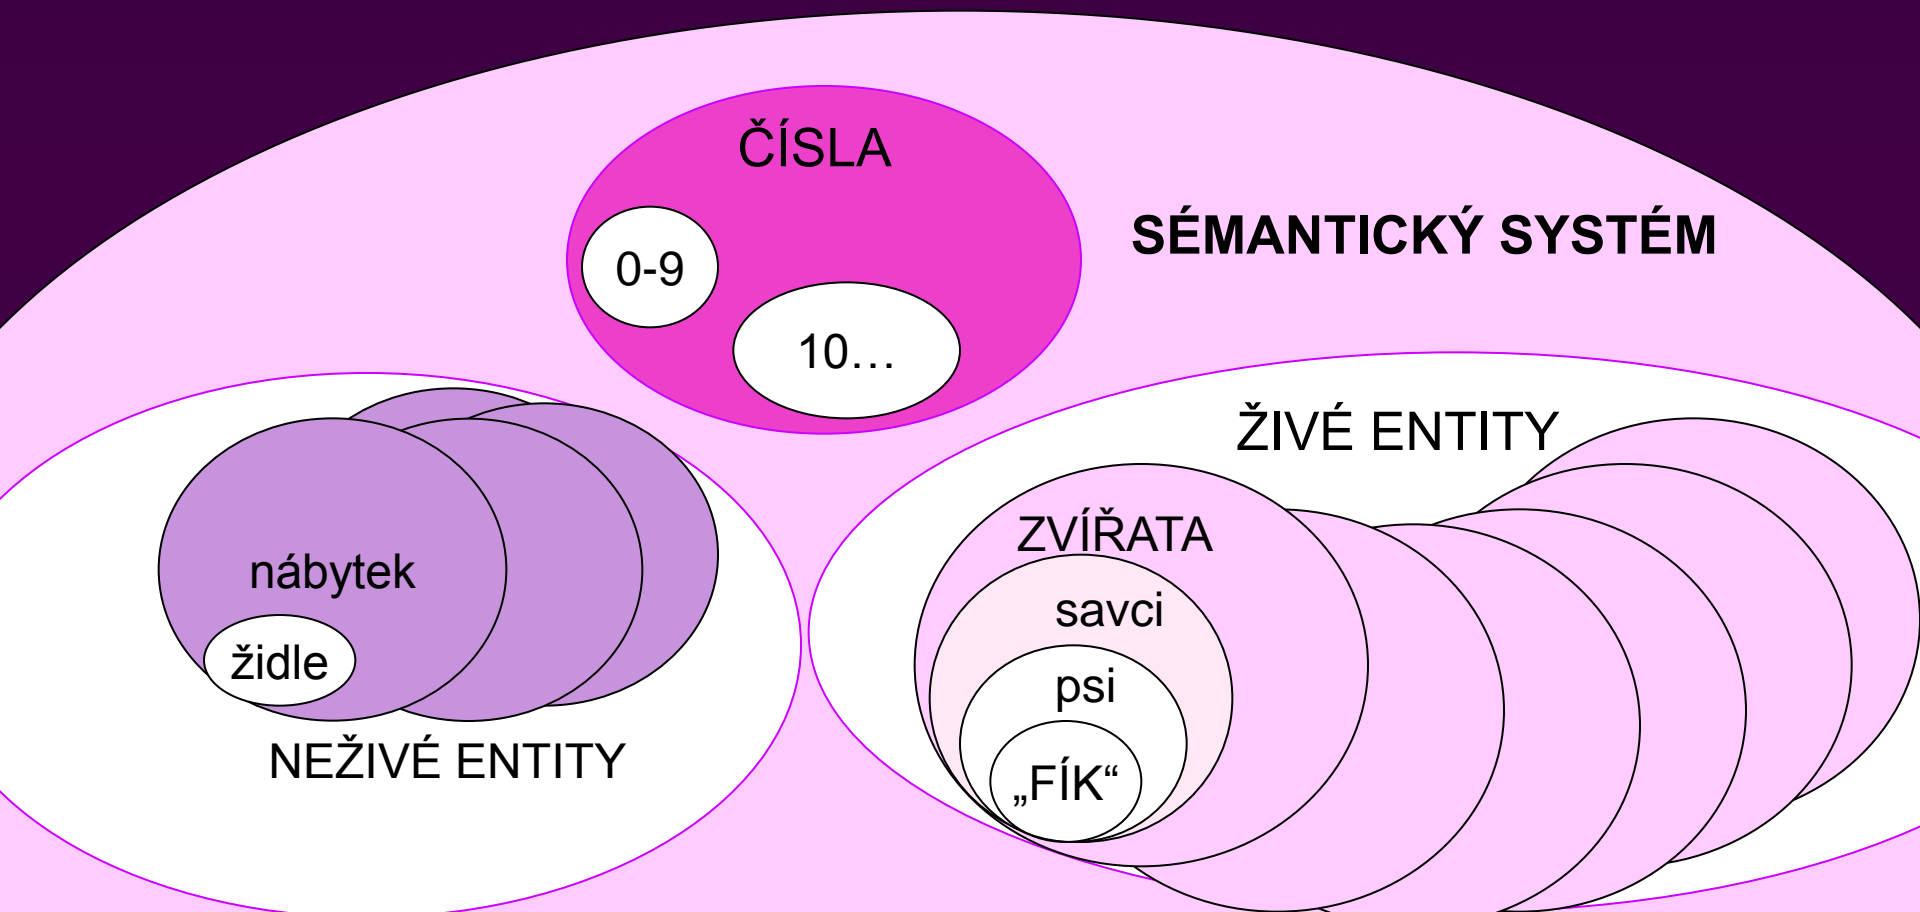 ČÍSLA
0-9
10…
SÉMANTICKÝ SYSTÉM
nábytek
židle
NEŽIVÉ ENTITY
ŽIVÉ ENTITY
ZVÍŘATA
savci
psi
„FÍK“